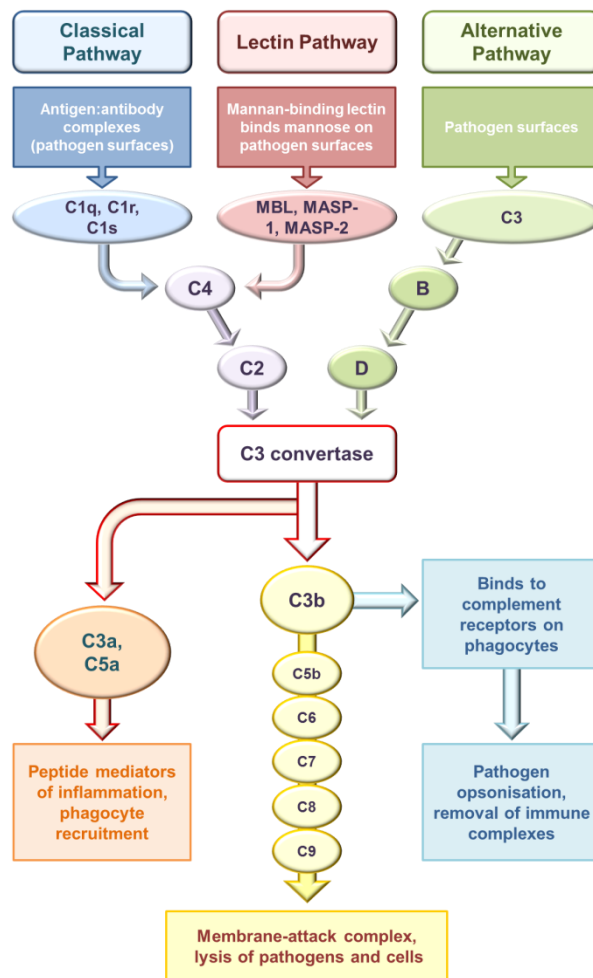 Classical
Pathway
Lectin Pathway
Alternative
Pathway
Antigen:antibody
complexes
(pathogen surfaces)
Mannan-binding lectin
binds mannose on
pathogen surfaces
Pathogen surfaces
C1q, C1r,
C1s
MBL, MASP-
1, MASP-2
C3
C4
B
C2
D
C3 convertase
C3a,
C5a
C3b
Binds to
complement
receptors on
phagocytes
C5b
C6
C7
C8
C9
Peptide mediators
of inflammation,
phagocyte
recruitment
Pathogen
opsonisation,
removal of immune
complexes
Membrane-attack complex,
lysis of pathogens and cells